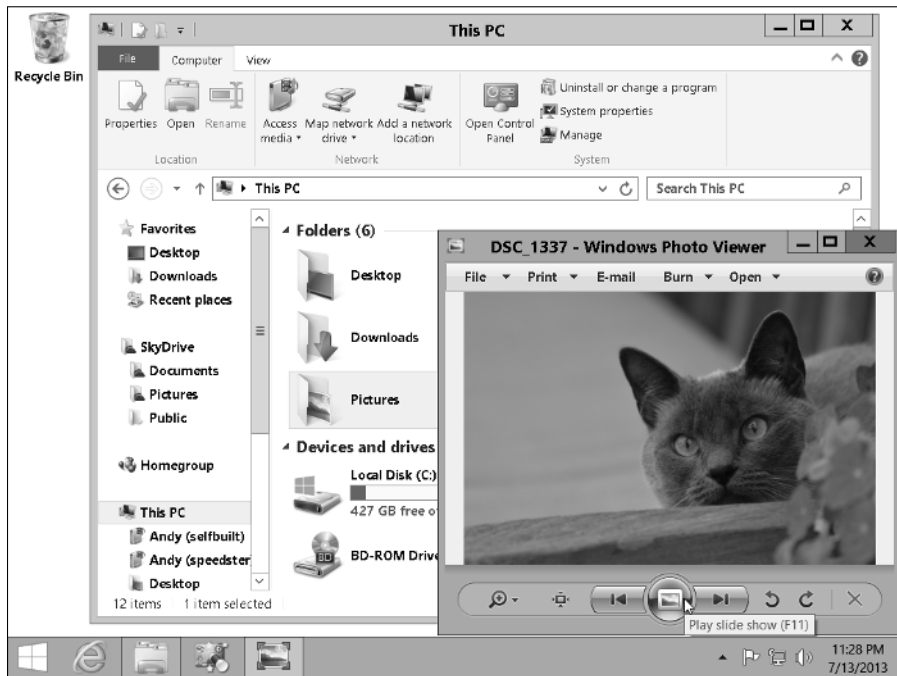 Recycle Bin
This PC
File Computer View
Properties Open Rename
Access media Map network drive Add a network location
Open Control Panel
Uninstall or change a program
System properties
Manage
Location Network System
This PC
Search This PC
Favorites
Desktop
Downloads
Recent places
SkyDrive
Documents
Pictures
Public
Homegroup
This PC
Andy (selfbuilt)
Andy (speedster
Desktop
12 items 1 item selected
Folders (6)
Desktop
Downloads
Pictures
Devices and drives
Local Disk (C:)
427 GB free o
BD
BD-ROM Drive
DSC_1337 - Windows Photo Viewer
File Print E-mail Burn Open
Play slide show (F11)
11:28 PM
7/13/2013